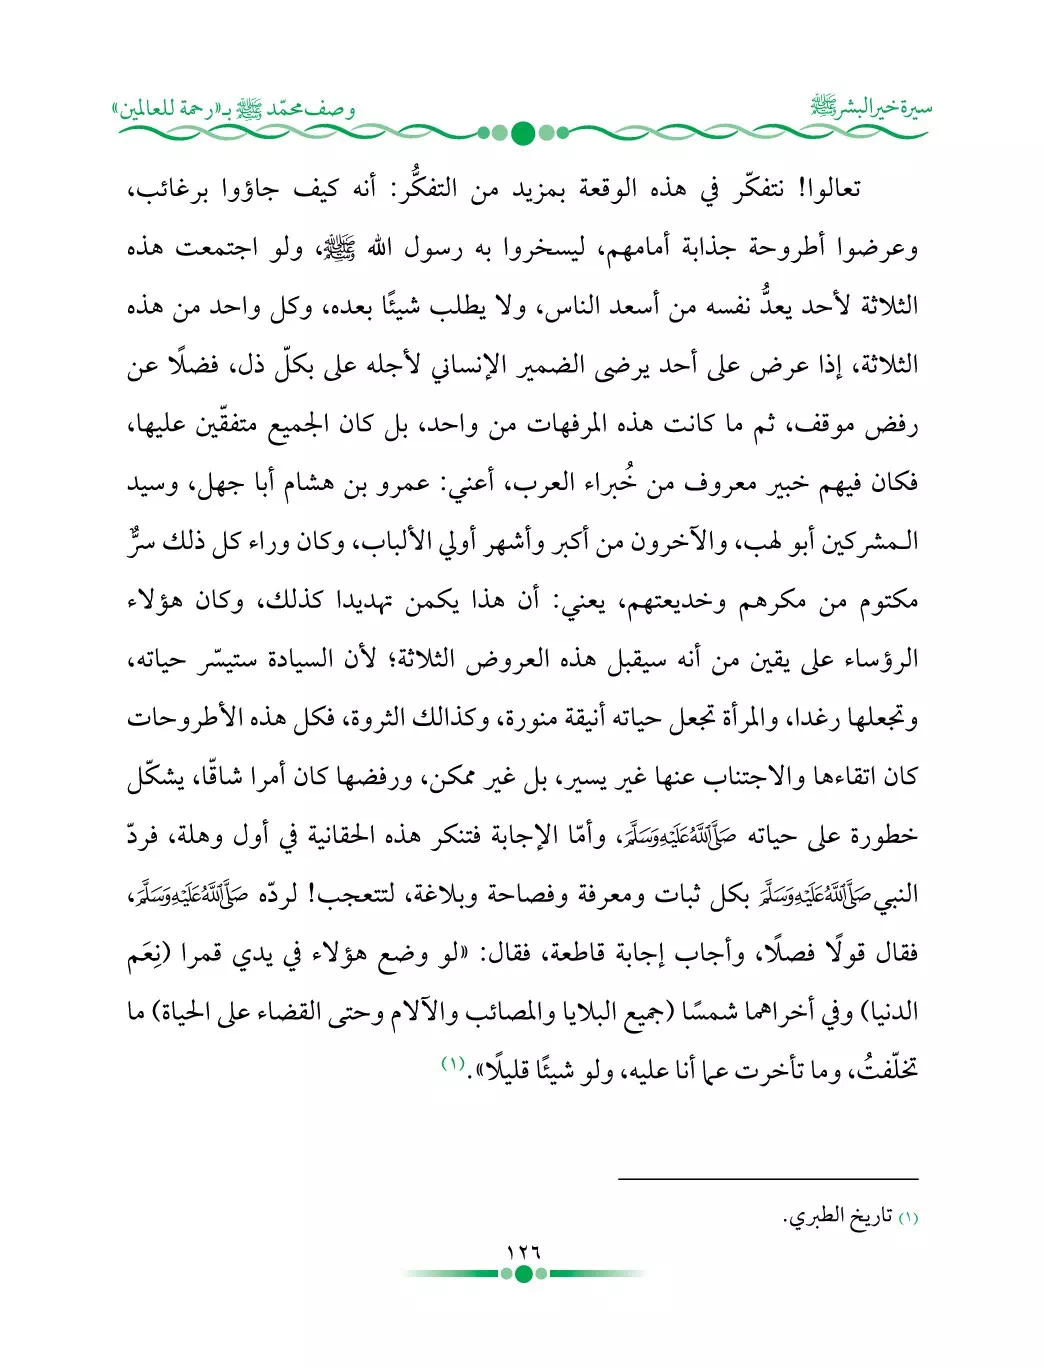 سيرة خير البشر ﷺ
وصف محمّد ﷺ بـ«رحمة للعالمين»
تعالوا! نتفكّر في هذه الوقعة بمزيد من التفكُّر: أنه كيف جاؤوا برغائب،
وعرضوا أطروحة جذابة أمامهم، ليسخروا به رسول الله ﷺ، ولو اجتمعت هذه
الثلاثة لأحد يعدُّ نفسه من أسعد الناس، ولا يطلب شيئًا بعده، وكل واحد من هذه
الثلاثة، إذا عرض على أحد يرضى الضمير الإنساني لأجله على بكلّ ذل، فضلًا عن
رفض موقف، ثم ما كانت هذه المرفهات من واحد، بل كان الجميع متفقّين عليها،
فكان فيهم خبير معروف من خُبراء العرب، أعني: عمرو بن هشام أبا جهل، وسيد
الـمشركين أبو لهب، والآخرون من أكبر وأشهر أولي الألباب، وكان وراء كل ذلك سرٌّ
مكتوم من مكرهم وخديعتهم، يعني: أن هذا يكمن تهديدا كذلك، وكان هؤلاء
الرؤساء على يقين من أنه سيقبل هذه العروض الثلاثة؛ لأن السيادة ستيسّر حياته،
وتجعلها رغدا، والمرأة تجعل حياته أنيقة منورة، وكذالك الثروة، فكل هذه الأطروحات
كان اتقاءها والاجتناب عنها غير يسير، بل غير ممكن، ورفضها كان أمرا شاقّا، يشكّل
خطورة على حياته ﷺ، وأمّا الإجابة فتنكر هذه الحقانية في أول وهلة، فردّ
النبي ﷺ بكل ثبات ومعرفة وفصاحة وبلاغة، لتتعجب! لردّه ﷺ،
فقال قولًا فصلًا، وأجاب إجابة قاطعة، فقال: «لو وضع هؤلاء في يدي قمرا (نِعَم
الدنيا) وفي أخراهما شمسًا (جميع البلايا والمصائب والآلام وحتى القضاء على الحياة) ما
تخلّفتُ، وما تأخرت عما أنا عليه، ولو شيئًا قليلًا».(١)
(١) تاريخ الطبري.
١٢٦